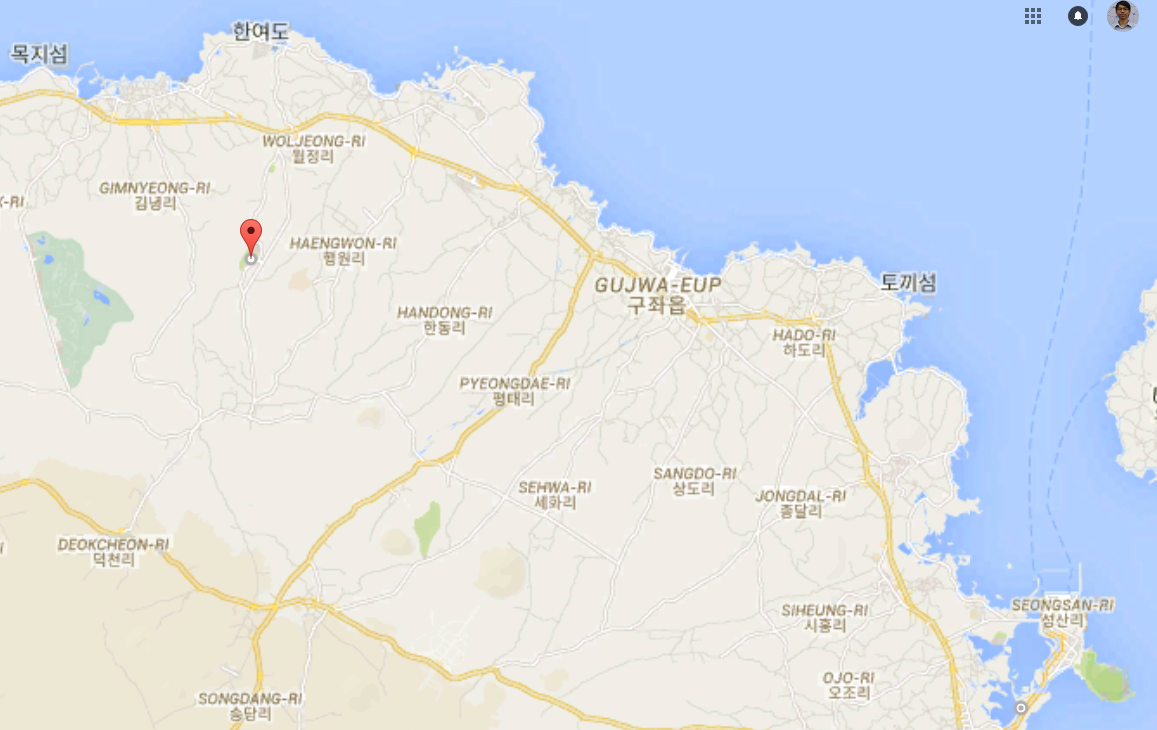 한여도
목지섬
WOLJEONG-RI
월정리
GIMNYEONG-RI
김녕리
-RI
HAENGWON-RI
행원리
GUJWA-EUP
구좌읍
토끼섬
HANDONG-RI
한동리
HADO-RI
하도리
PYEONGDAE-RI
평대리
SEHWA-RI
세화리
SANGDO-RI
상도리
JONGDAL-RI
종달리
DEOKCHEON-RI
덕천리
SIHEUNG-RI
시흥리
SEONGSAN-RI
성산리
OJO-RI
오조리
SONGDANG-RI
송당리